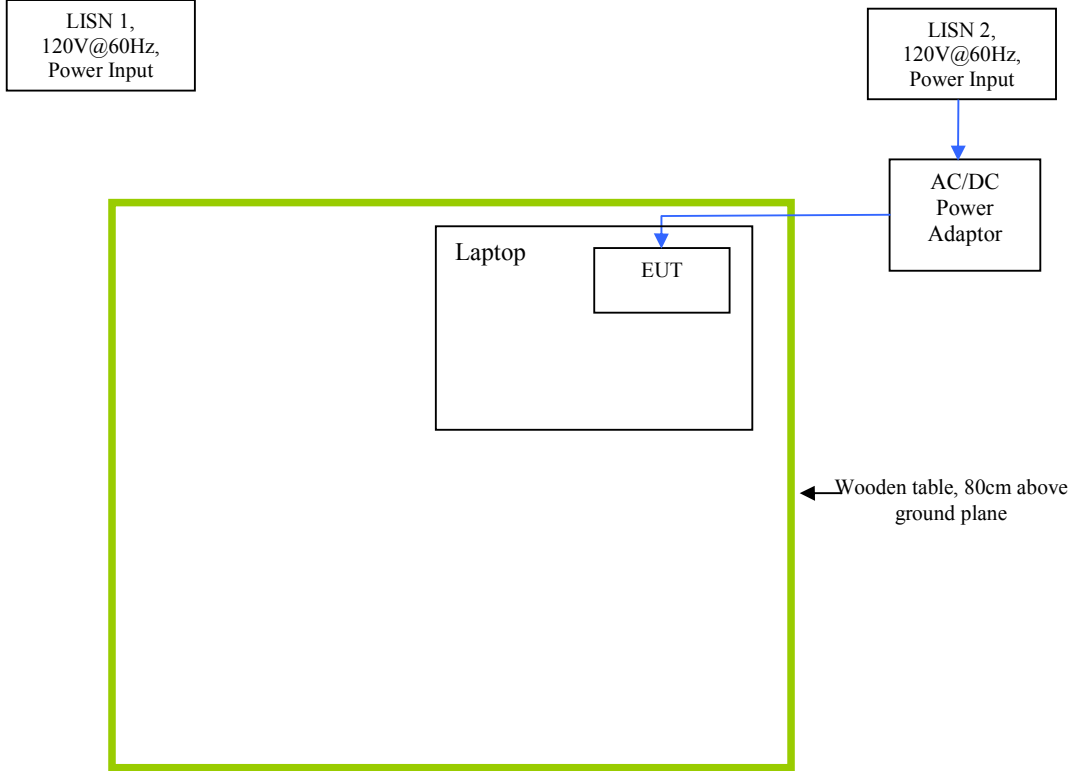 LISN 1,
120V@60Hz,
Power Input
LISN 2,
120V@60Hz,
Power Input
AC/DC
Power
Adaptor
Laptop
EUT
Wooden table, 80cm above
ground plane